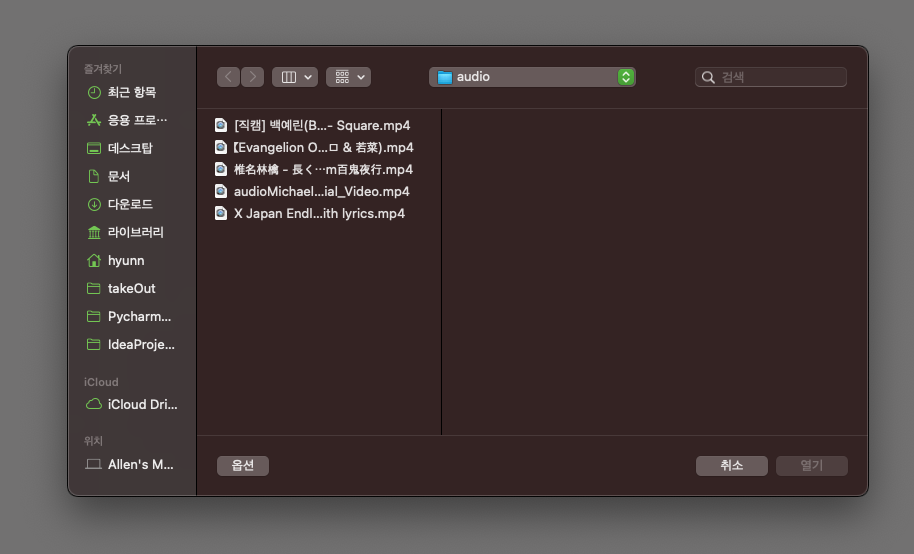 즐겨찾기
최근 항목
응용 프로…
데스크탑
문서
다운로드
라이브러리
hyunn
takeOut
Pycharm...
IdeaProje...
iCloud
iCloud Dri...
위치
Allen's M...
audio
검색
[직캠] 백예린(B...- Square.mp4
【Evangelion O...ㅁ & 若菜).mp4
椎名林檎 - 長く…m百鬼夜行.mp4
audioMichael...ial_Video.mp4
X Japan Endl...ith lyrics.mp4
옵션
취소
열기